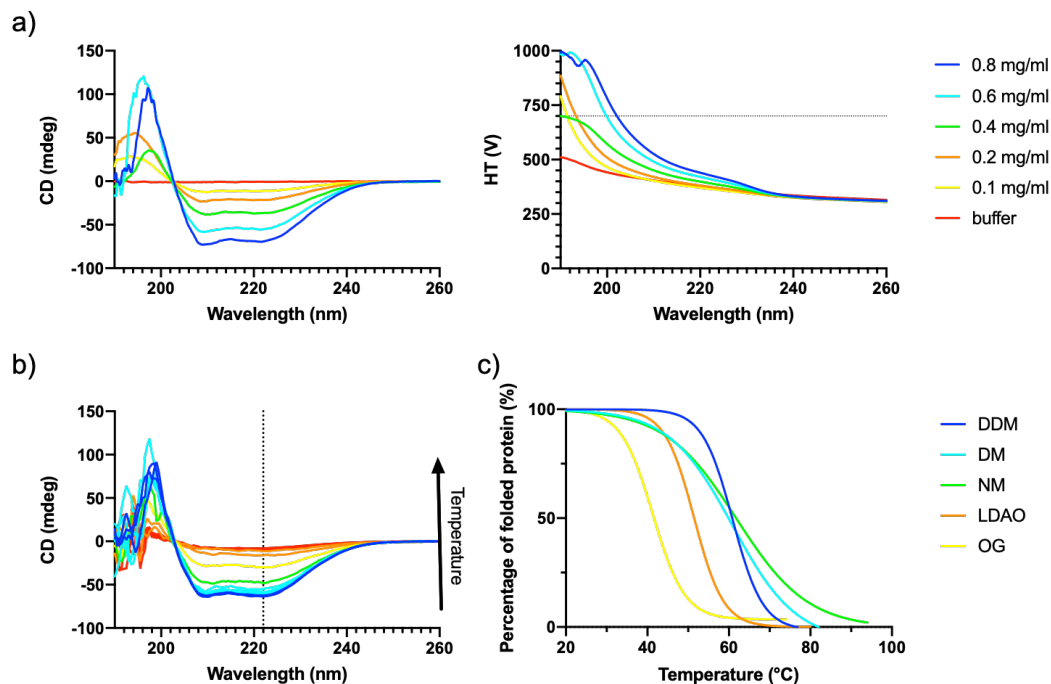 a)
CD (mdeg)
150
100
50
0
-50
-100
200
220
240
260
Wavelength (nm)
HT (V)
1000
750
500
250
0
200
220
240
260
Wavelength (nm)
0.8 mg/ml
0.6 mg/ml
0.4 mg/ml
0.2 mg/ml
0.1 mg/ml
buffer
b)
CD (mdeg)
150
100
50
0
-50
-100
200
220
240
260
Wavelength (nm)
Temperature
c)
Percentage of folded protein (%)
100
50
0
20
40
60
80
100
Temperature (°C)
DDM
DM
NM
LDAO
OG